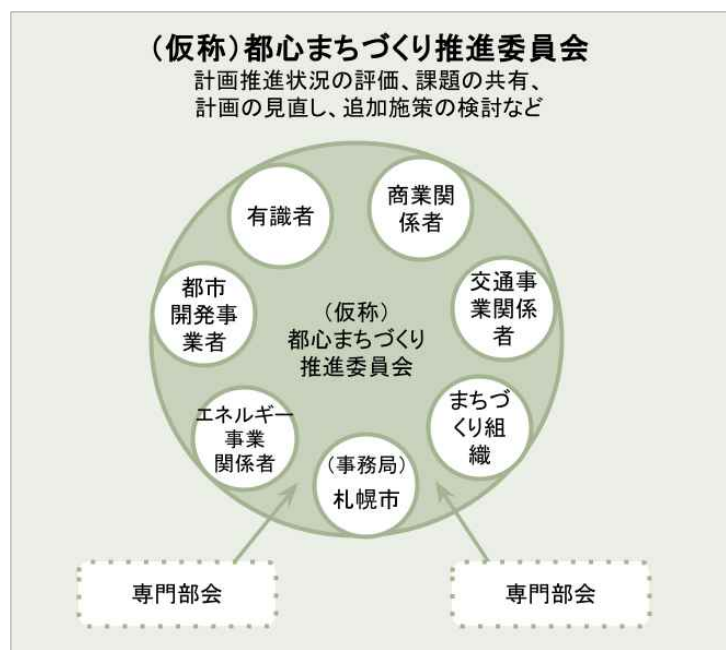 （仮称）都心まちづくり推進委員会
計画推進状況の評価、課題の共有、
計画の見直し、追加施策の検討など
有識者
商業関
係者
都市
開発事
業者
（仮称）
都心まちづくり
推進委員会
交通事
業関係
者
エネルギー
事業
関係者
（事務局）
札幌市
まちづ
くり組
織
専門部会
専門部会